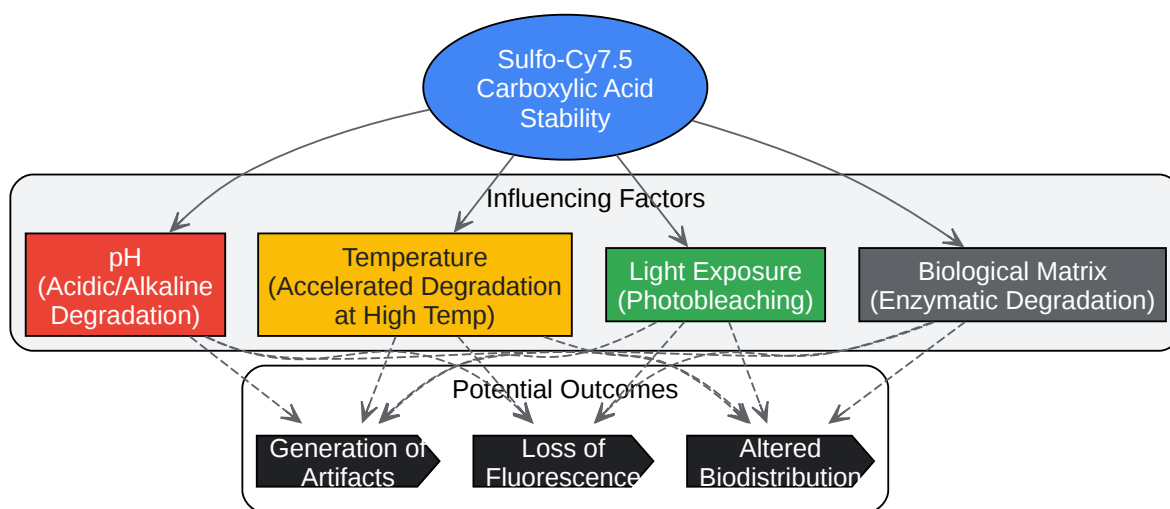 Sulfo-Cy7.5
Carboxylic Acid
Stability
Influencing Factors
pH
(Acidic/Alkaline
Degradation)
Temperature
(Accelerated Degradation
at High Temp)
Light Exposure
(Photobleaching)
Biological Matrix
(Enzymatic Degradation)
Potential Outcomes
Generation of
Artifacts
Loss of
Fluorescence
Altered
Biodistribution